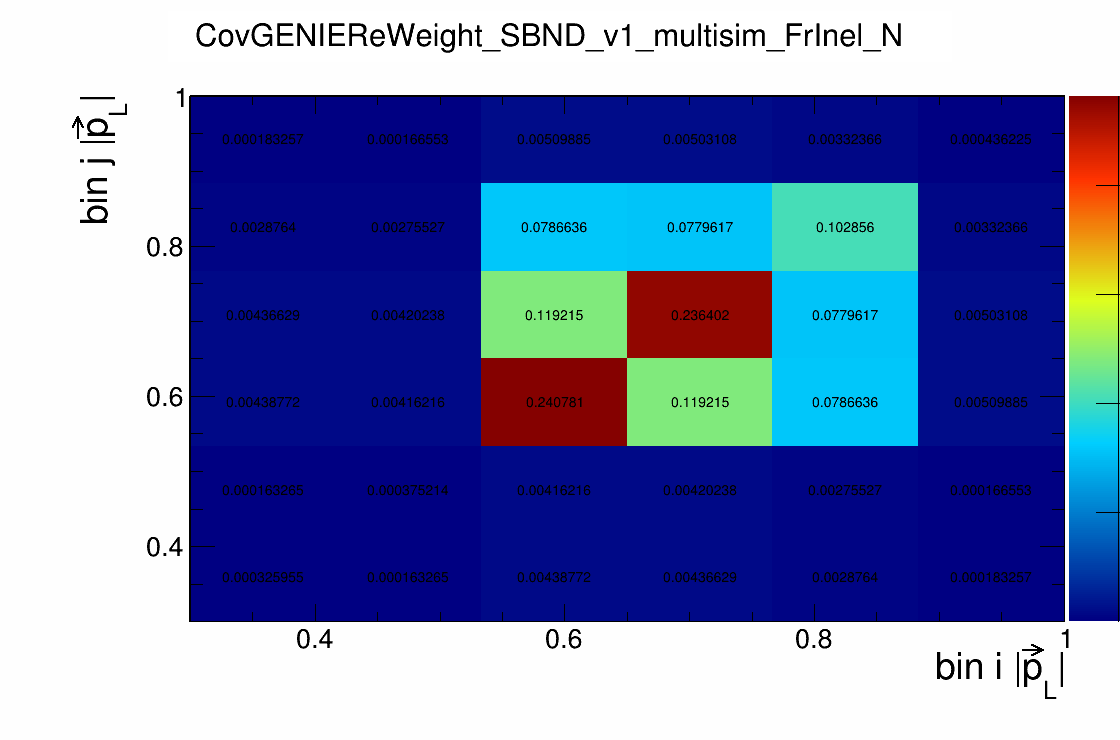 CovGENIEReWeight_SBND_v1_multisim_FrInel_N
bin j |p⃗_L|
1
0.8
0.6
0.4
0.000183257 0.000166553 0.00509885 0.00503108 0.00332368 0.000438225
0.0028764 0.00275527 0.0786636 0.0779617 0.102856 0.00332368
0.00436629 0.00420238 0.119215 0.236402 0.0779617 0.00503108
0.00438772 0.00416216 0.240781 0.119215 0.0786636 0.00509885
0.000163265 0.000376214 0.00416216 0.00420238 0.00275527 0.000166553
0.000325955 0.000163265 0.00438772 0.00436629 0.0028764 0.000183257
0.4 0.6 0.8 1
bin i |p⃗_L|